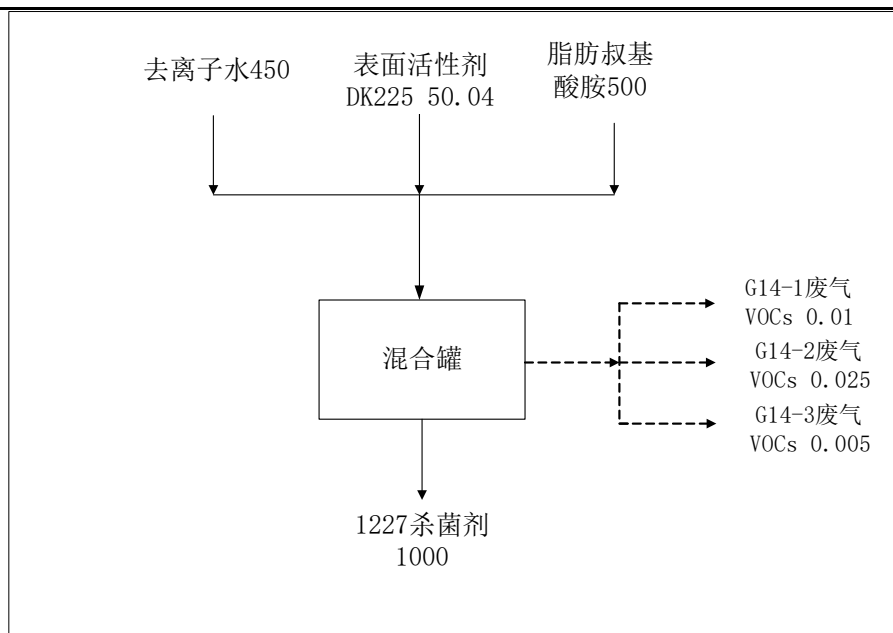 去离子水450
表面活性剂
DK225 50.04
脂肪叔基
酸胺500
混合罐
G14-1废气
VOCs 0.01
G14-2废气
VOCs 0.025
G14-3废气
VOCs 0.005
1227杀菌剂
1000